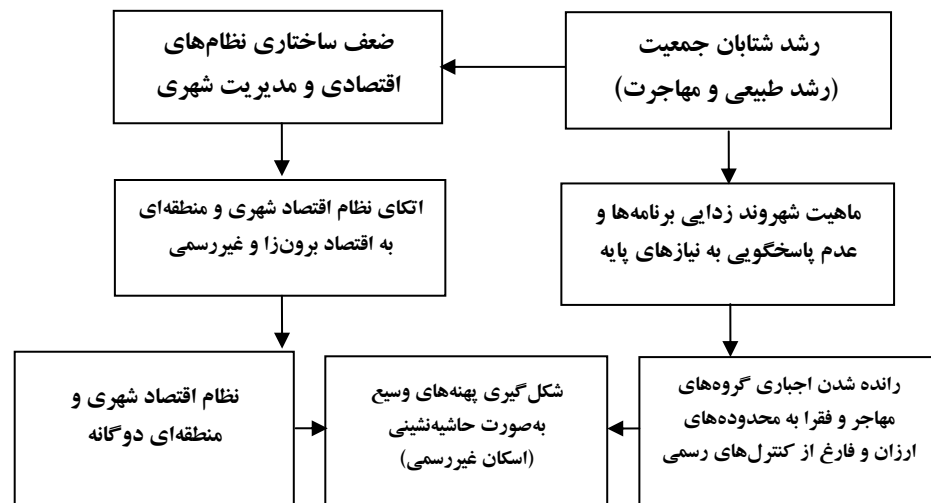 رشد شتابان جمعیت
(رشد طبیعی و مهاجرت)
ضعف ساختاری نظام‌های
اقتصادی و مدیریت شهری
ماهیت شهروند زدایی برنامه‌ها و
عدم پاسخگویی به نیازهای پایه
اتکای نظام اقتصاد شهری و منطقه‌ای
به اقتصاد برون‌زا و غیررسمی
رانده شدن اجباری گروه‌های
مهاجر و فقرا به محدوده‌های
ارزان و فارغ از کنترل‌های رسمی
شکل‌گیری پهنه‌های وسیع
به‌صورت حاشیه‌نشینی
(اسکان غیررسمی)
نظام اقتصاد شهری و
منطقه‌ای دوگانه